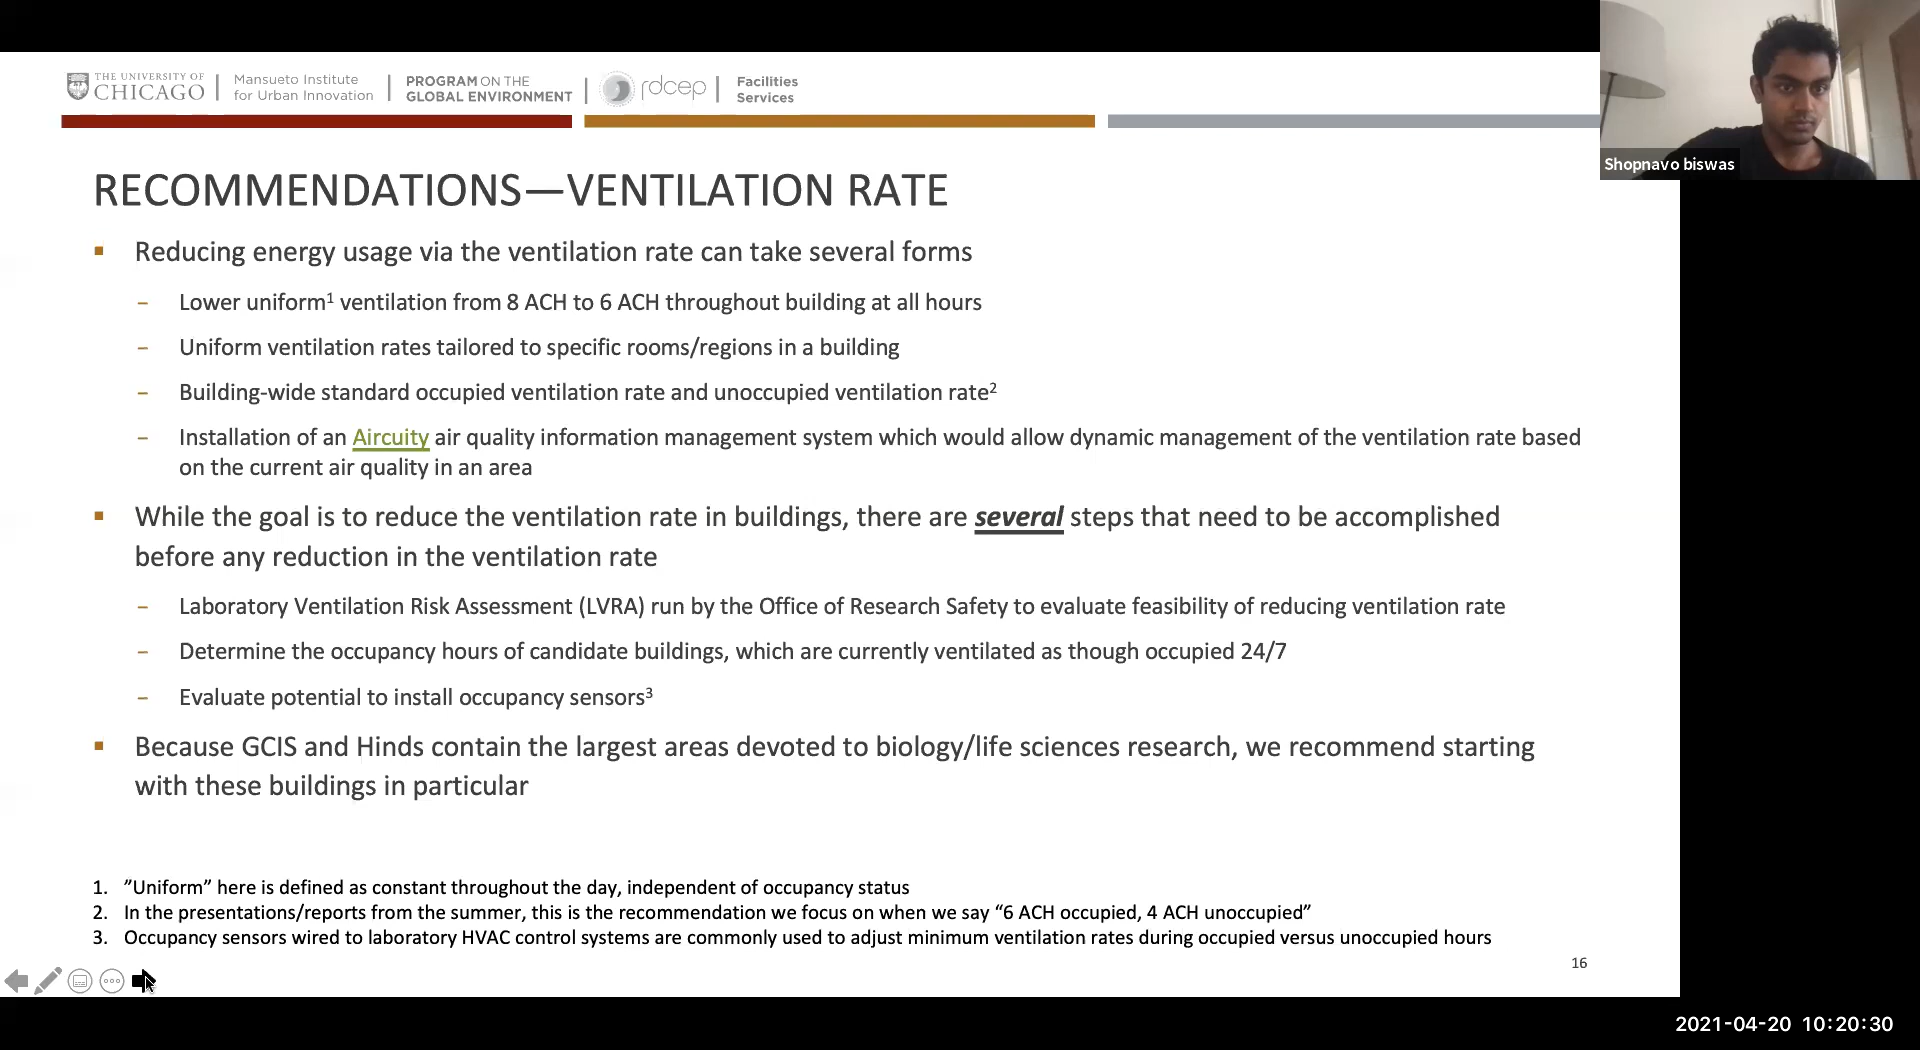 THE UNIVERSITY OF
CHICAGO
Mansueto Institute
for Urban Innovation
PROGRAM ON THE
GLOBAL ENVIRONMENT
rdcep
Facilities
Services
Shopnavo biswas
RECOMMENDATIONS—VENTILATION RATE
▪ Reducing energy usage via the ventilation rate can take several forms
– Lower uniform¹ ventilation from 8 ACH to 6 ACH throughout building at all hours
– Uniform ventilation rates tailored to specific rooms/regions in a building
– Building-wide standard occupied ventilation rate and unoccupied ventilation rate²
– Installation of an Aircuity air quality information management system which would allow dynamic management of the ventilation rate based
on the current air quality in an area
▪ While the goal is to reduce the ventilation rate in buildings, there are several steps that need to be accomplished
before any reduction in the ventilation rate
– Laboratory Ventilation Risk Assessment (LVRA) run by the Office of Research Safety to evaluate feasibility of reducing ventilation rate
– Determine the occupancy hours of candidate buildings, which are currently ventilated as though occupied 24/7
– Evaluate potential to install occupancy sensors³
▪ Because GCIS and Hinds contain the largest areas devoted to biology/life sciences research, we recommend starting
with these buildings in particular
1. ”Uniform” here is defined as constant throughout the day, independent of occupancy status
2. In the presentations/reports from the summer, this is the recommendation we focus on when we say “6 ACH occupied, 4 ACH unoccupied”
3. Occupancy sensors wired to laboratory HVAC control systems are commonly used to adjust minimum ventilation rates during occupied versus unoccupied hours
16
2021-04-20 10:20:30